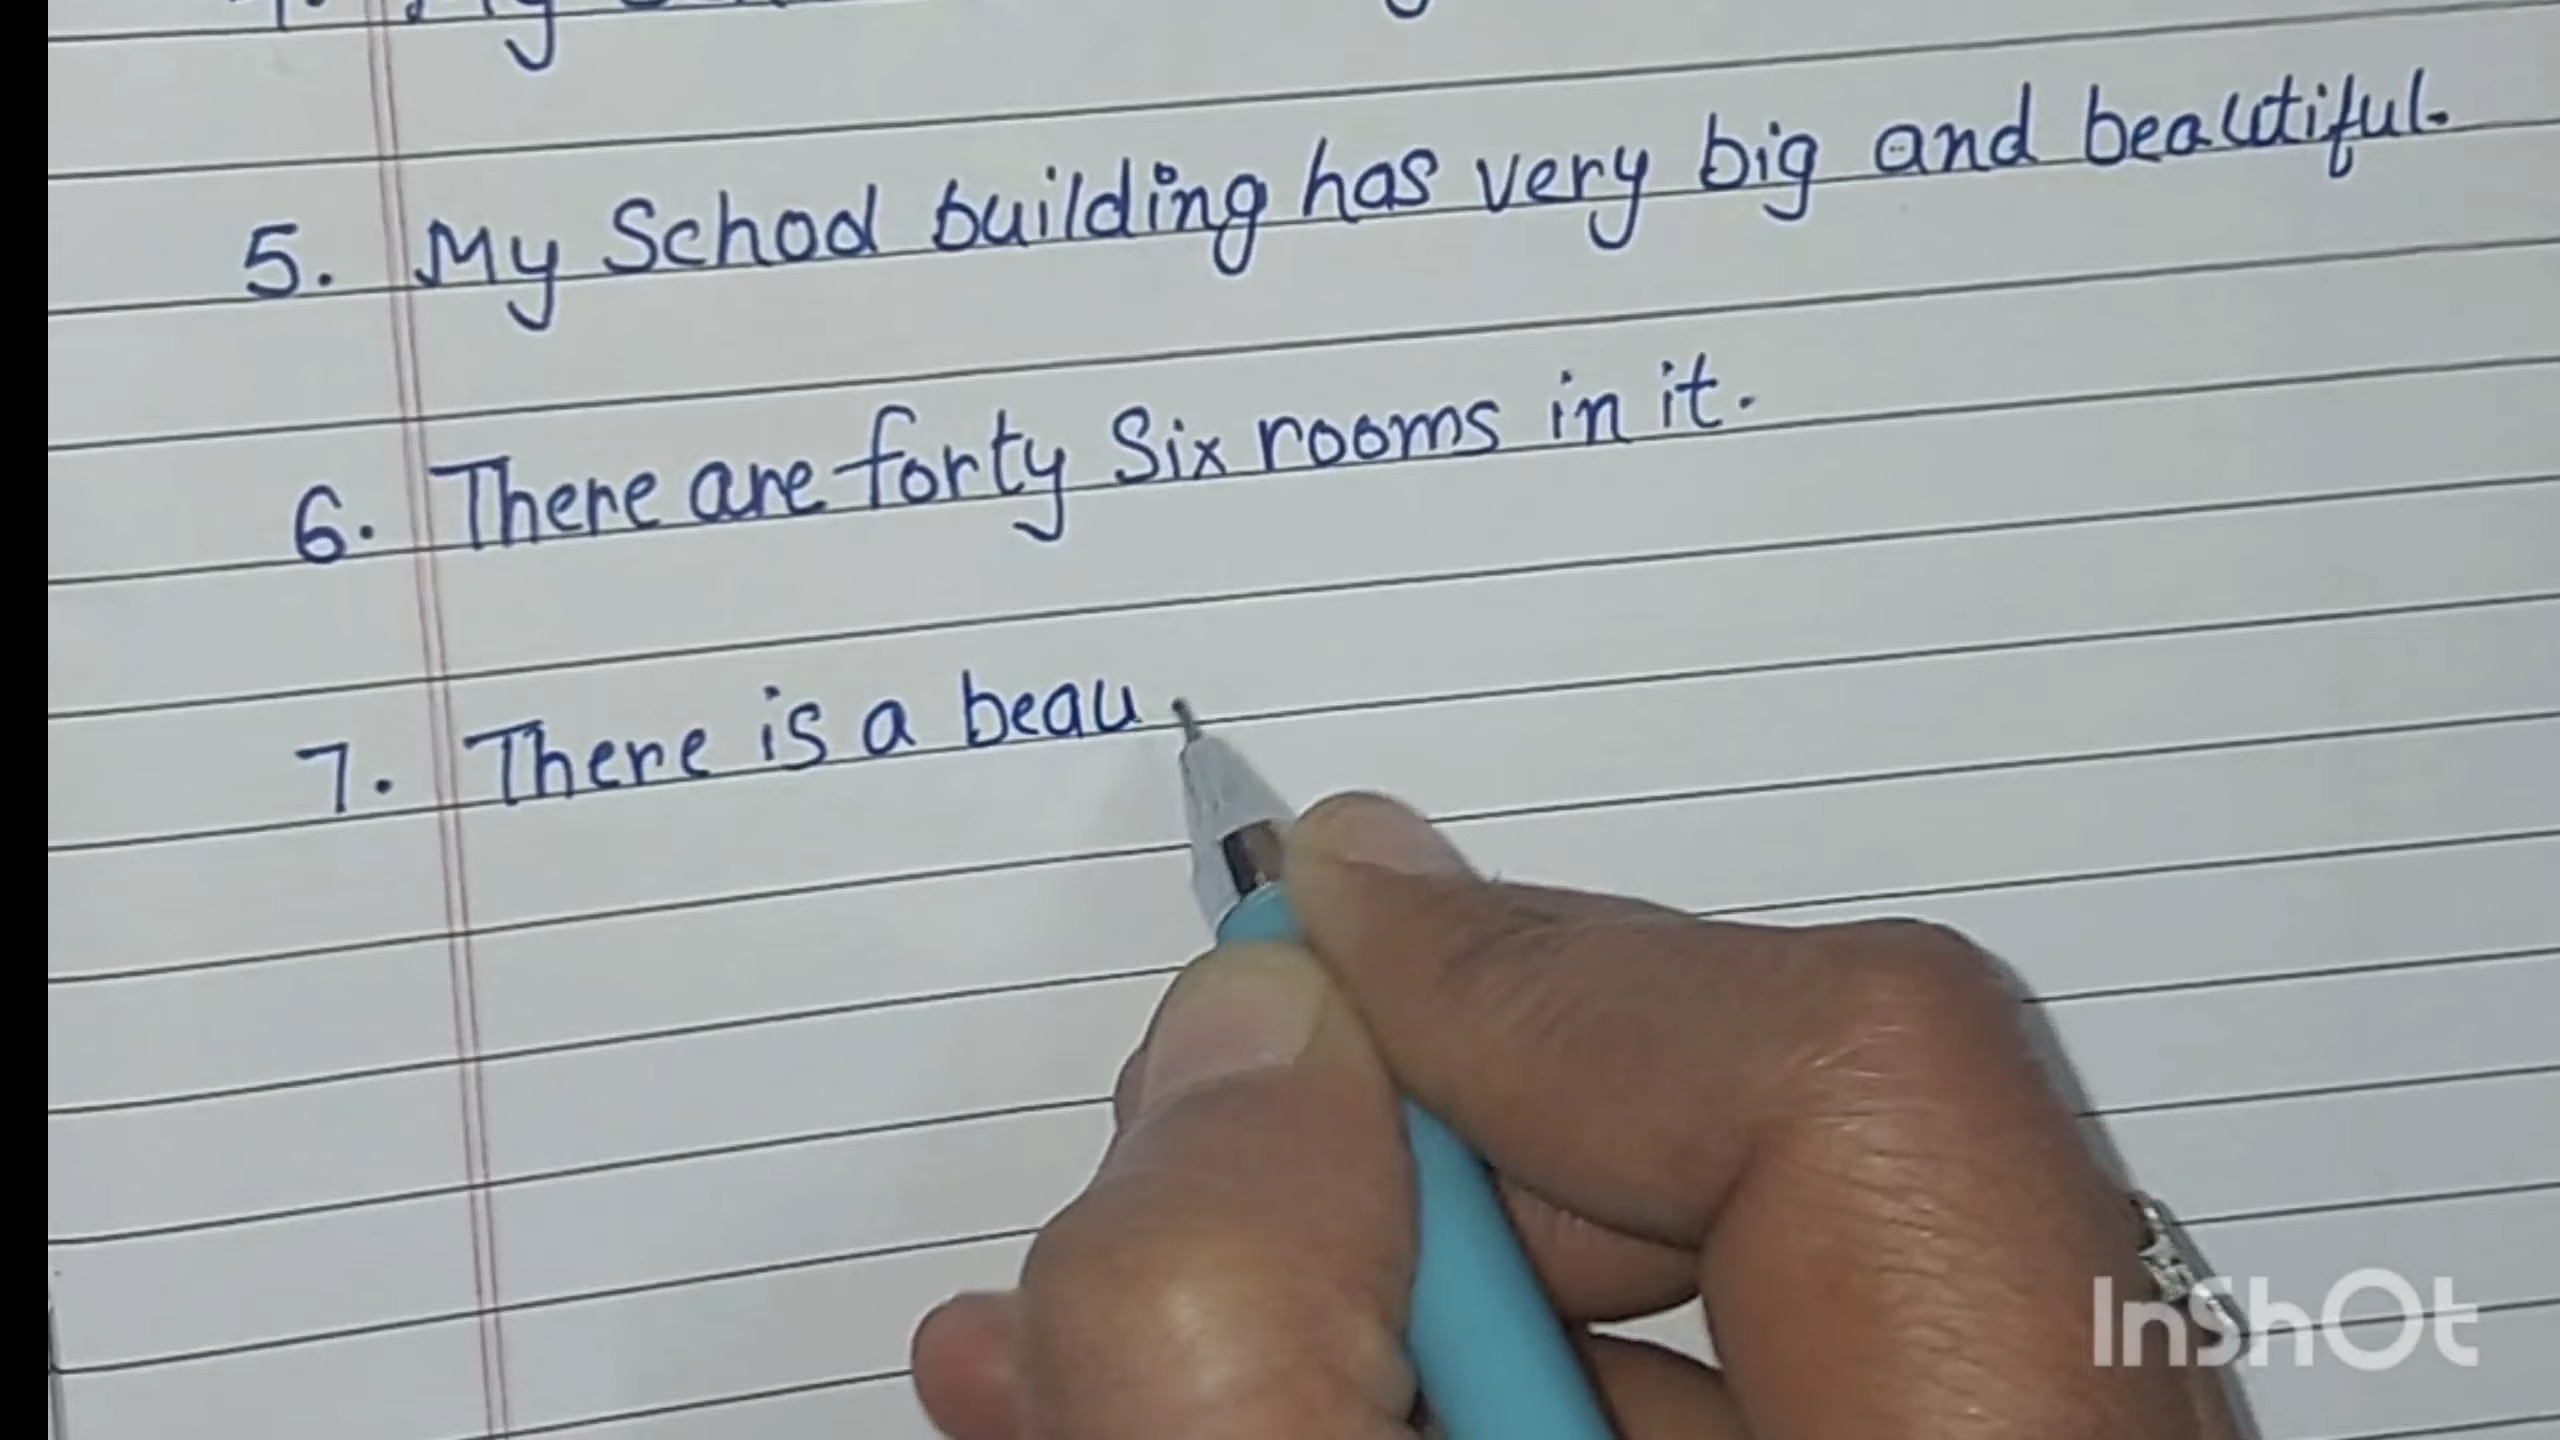 My
5. My School building has very big and beautiful.
6. There are forty Six rooms in it.
7. There is a beau
InShOt